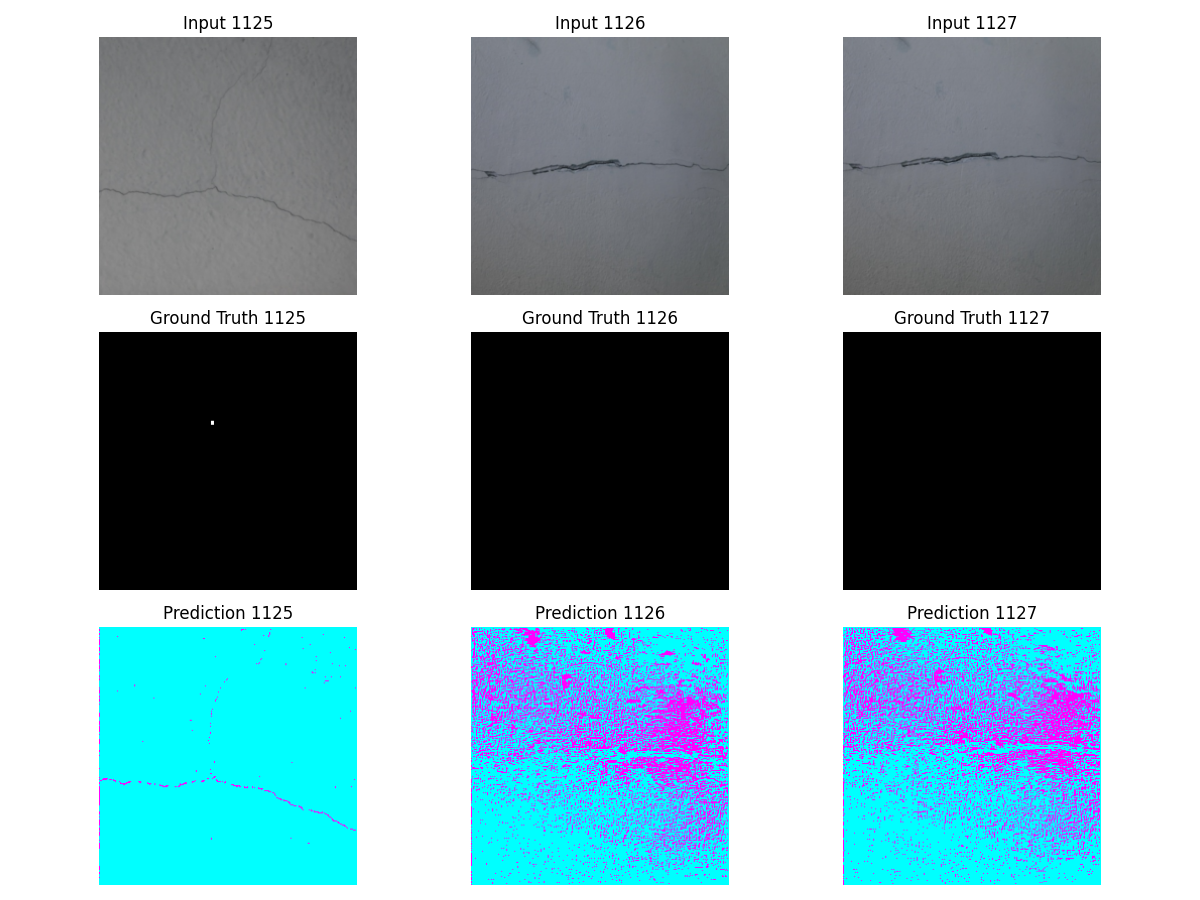 Input 1125
Input 1126
Input 1127
Ground Truth 1125
Ground Truth 1126
Ground Truth 1127
Prediction 1125
Prediction 1126
Prediction 1127